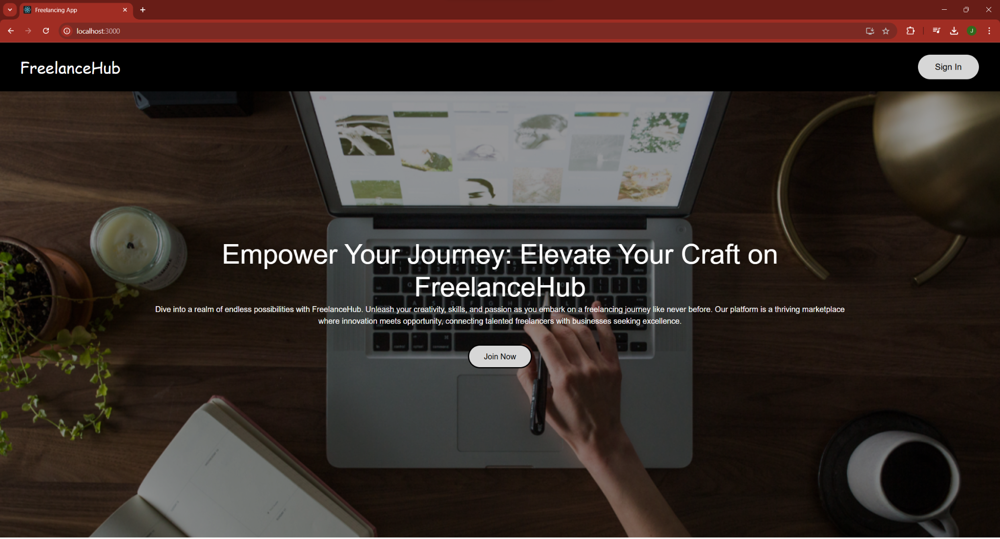 Freelancing App
localhost:3000
J
FreelanceHub
Sign In
Empower Your Journey: Elevate Your Craft on
FreelanceHub
Dive into a realm of endless possibilities with FreelanceHub. Unleash your creativity, skills, and passion as you embark on a freelancing journey like never before. Our platform is a thriving marketplace
where innovation meets opportunity, connecting talented freelancers with businesses seeking excellence.
Join Now